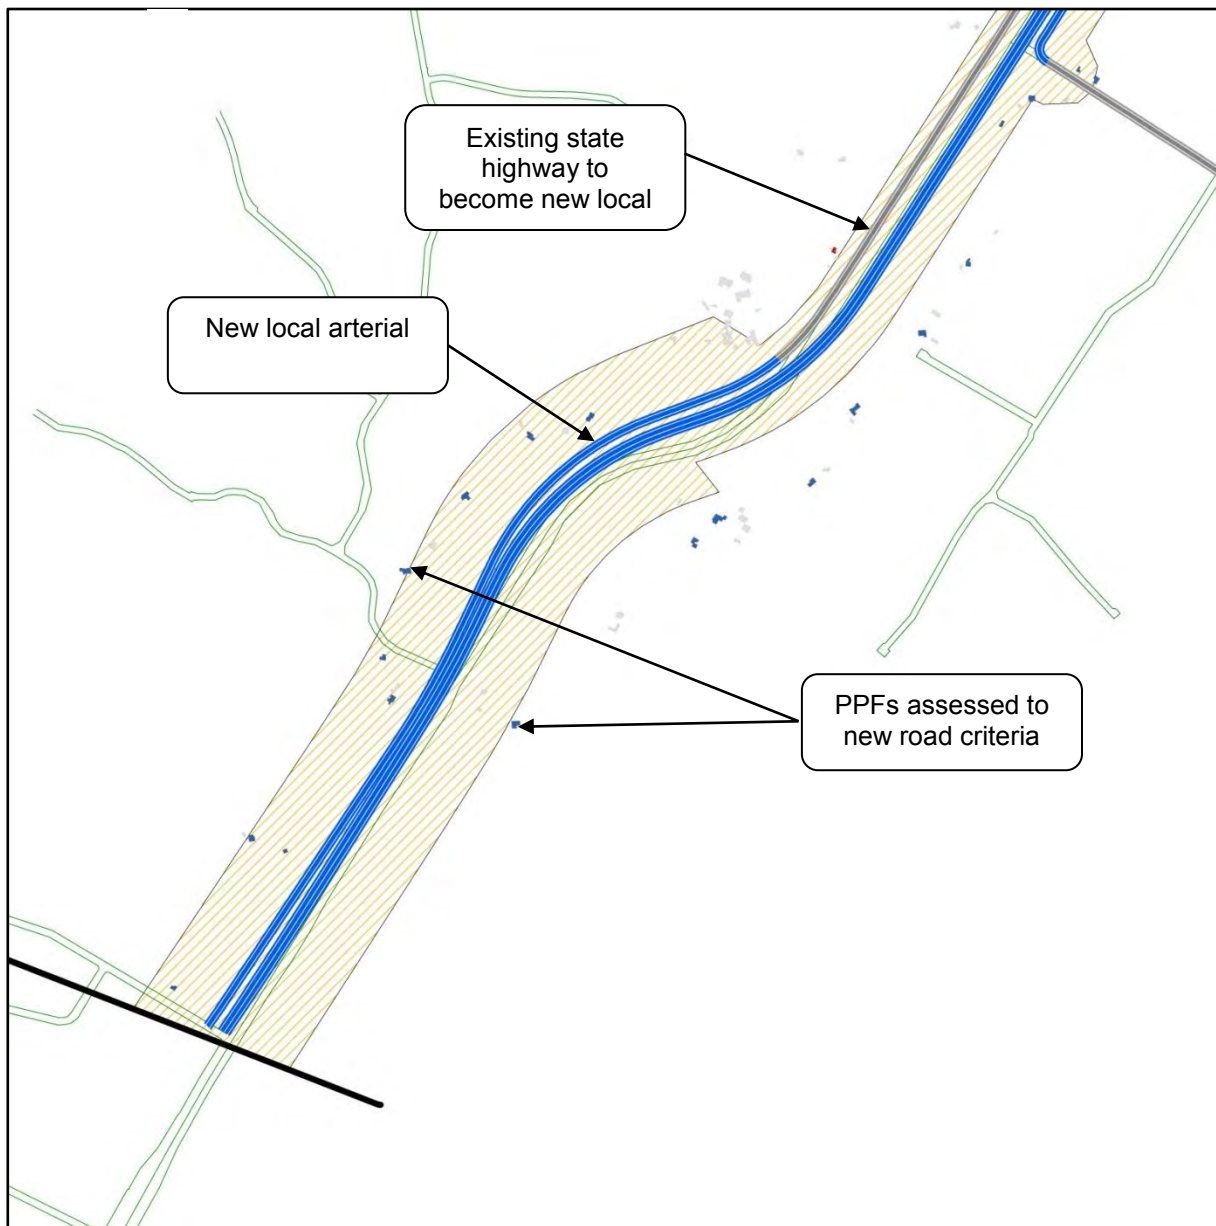 Existing state
highway to
become new local
New local arterial
PPFs assessed to
new road criteria